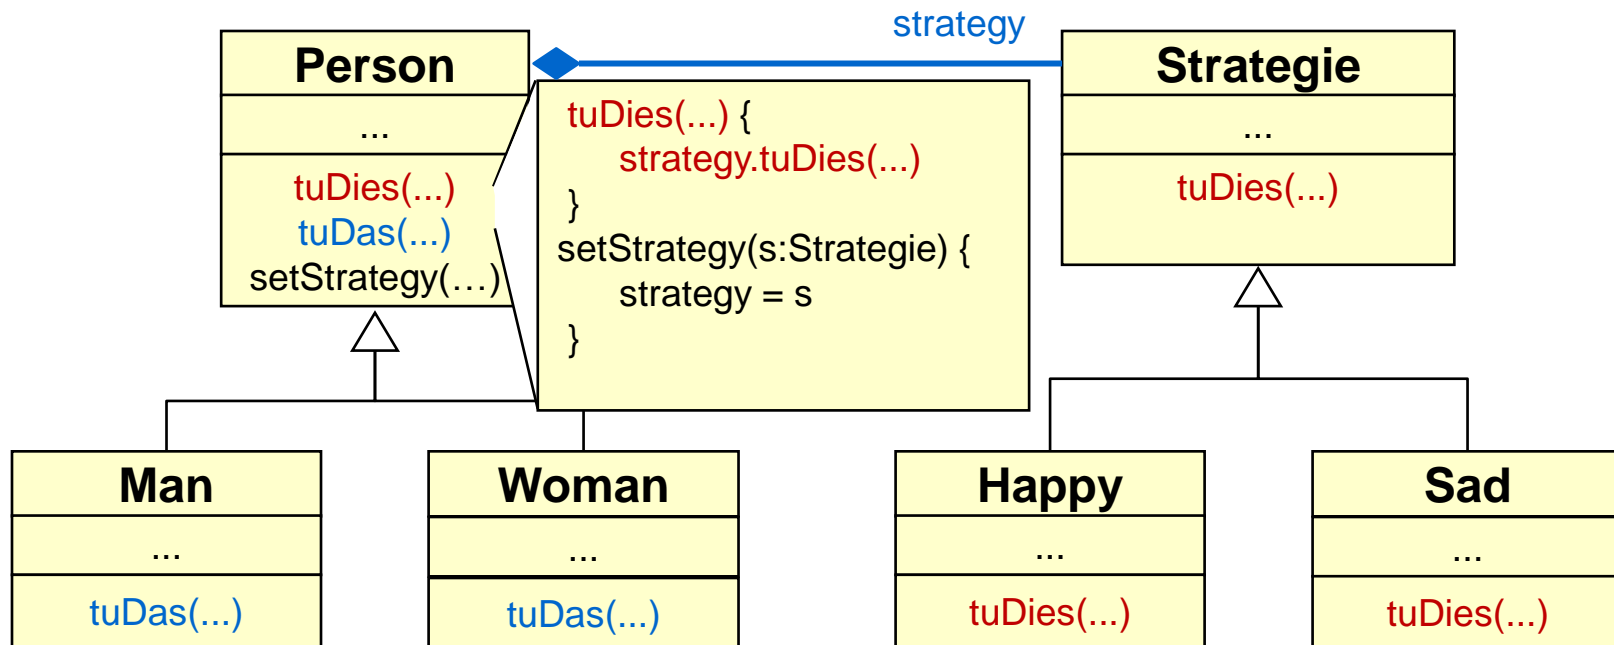 strategy
Person
...
tuDies(...)
tuDas(...)
setStrategy(…)
tuDies(...) {
strategy.tuDies(...)
}
setStrategy(s:Strategie) {
strategy = s
}
Strategie
...
tuDies(...)
Man
...
tuDas(...)
Woman
...
tuDas(...)
Happy
...
tuDies(...)
Sad
...
tuDies(...)